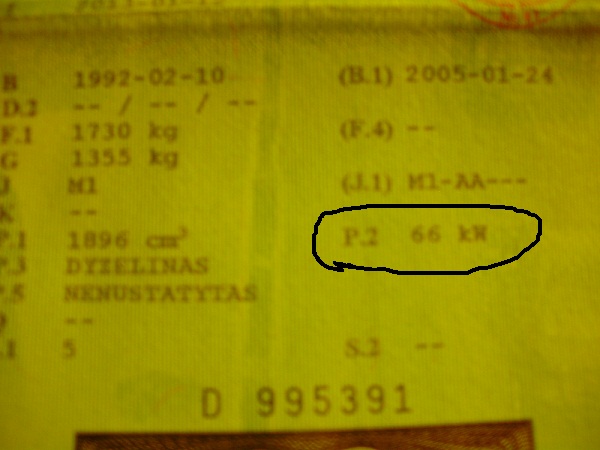 B 1992-02-10 (B.1) 2005-01-24
D.2 -- / -- / --
F.1 1730 kg (F.4) --
G 1355 kg
J M1 (J.1) M1-AA---
K --
P.1 1896 cm³ P.2 66 kW
P.3 DYZELINAS
P.5 NENUSTATYTAS
--
S.1 5 S.2 --
D 995391